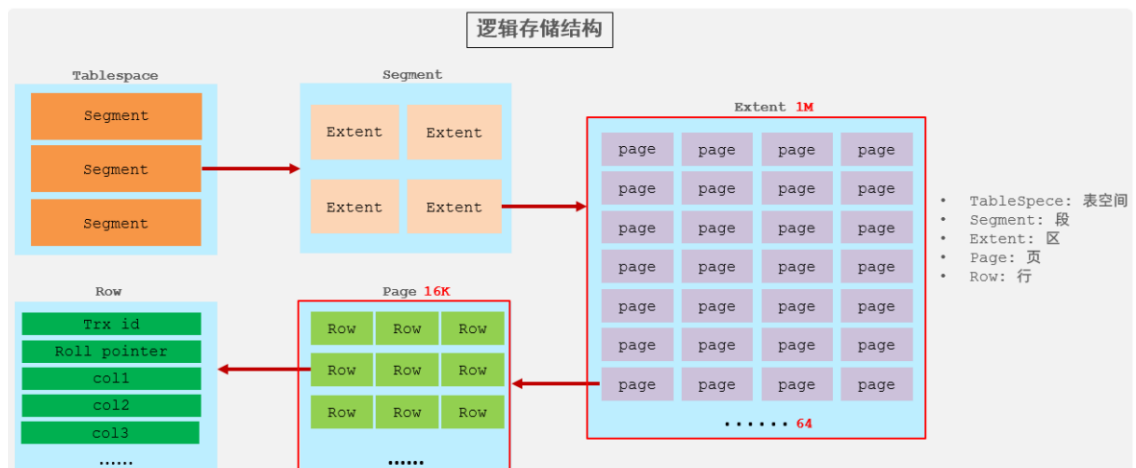 逻辑存储结构
Tablespace
Segment
Segment
Segment
Segment
Extent Extent
Extent Extent
Extent 1M
page page page page
page page page page
page page page page
page page page page
page page page page
page page page page
page page page page
······ 64
• TableSpece: 表空间
• Segment: 段
• Extent: 区
• Page: 页
• Row: 行
Row
Trx id
Roll pointer
col1
col2
col3
······
Page 16K
Row Row Row
Row Row Row
Row Row Row
······